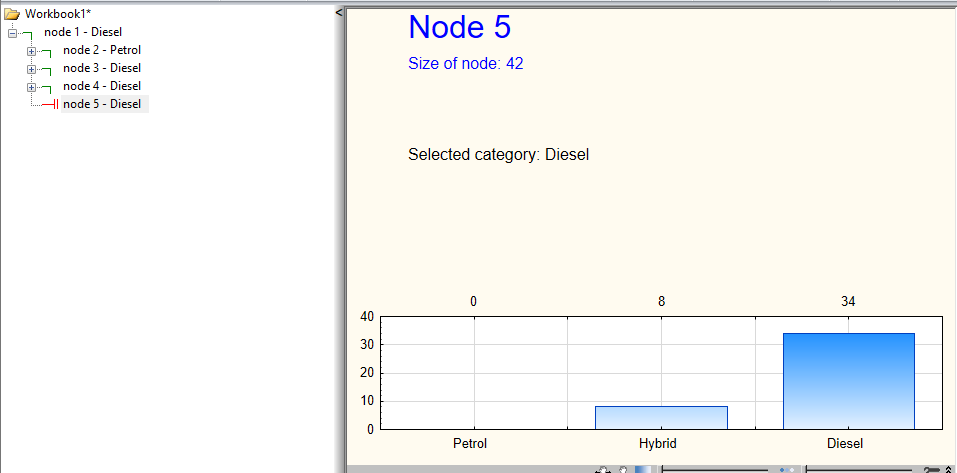 Workbook1*
node 1 - Diesel
node 2 - Petrol
node 3 - Diesel
node 4 - Diesel
node 5 - Diesel
<
Node 5
Size of node: 42
Selected category: Diesel
0 8 34
40
30
20
10
0
Petrol Hybrid Diesel